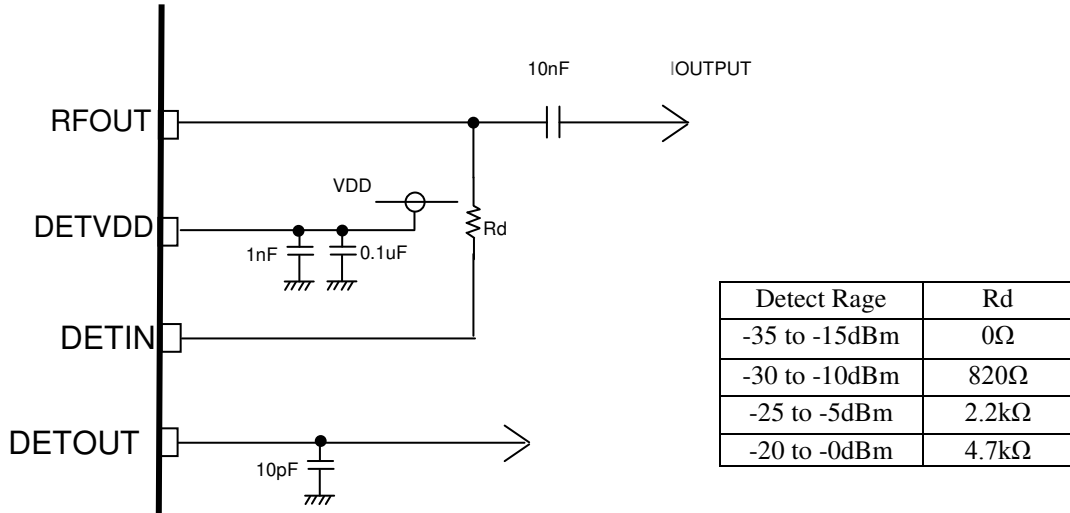 10nF
IOUTPUT
RFOUT
VDD
DETVDD
Rd
1nF
0.1uF
DETIN
DETOUT
10pF
Detect Rage Rd
-35 to -15dBm 0Ω
-30 to -10dBm 820Ω
-25 to -5dBm 2.2kΩ
-20 to -0dBm 4.7kΩ